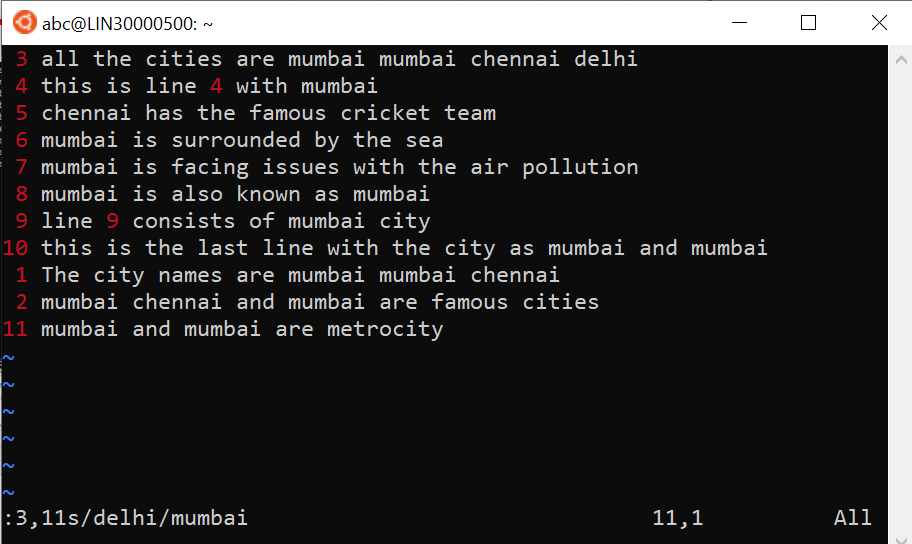 abc@LIN30000500: ~
3 all the cities are mumbai mumbai chennai delhi
4 this is line 4 with mumbai
5 chennai has the famous cricket team
6 mumbai is surrounded by the sea
7 mumbai is facing issues with the air pollution
8 mumbai is also known as mumbai
9 line 9 consists of mumbai city
10 this is the last line with the city as mumbai and mumbai
1 The city names are mumbai mumbai chennai
2 mumbai chennai and mumbai are famous cities
11 mumbai and mumbai are metrocity
~
~
~
~
~
~
:3,11s/delhi/mumbai 11,1 All